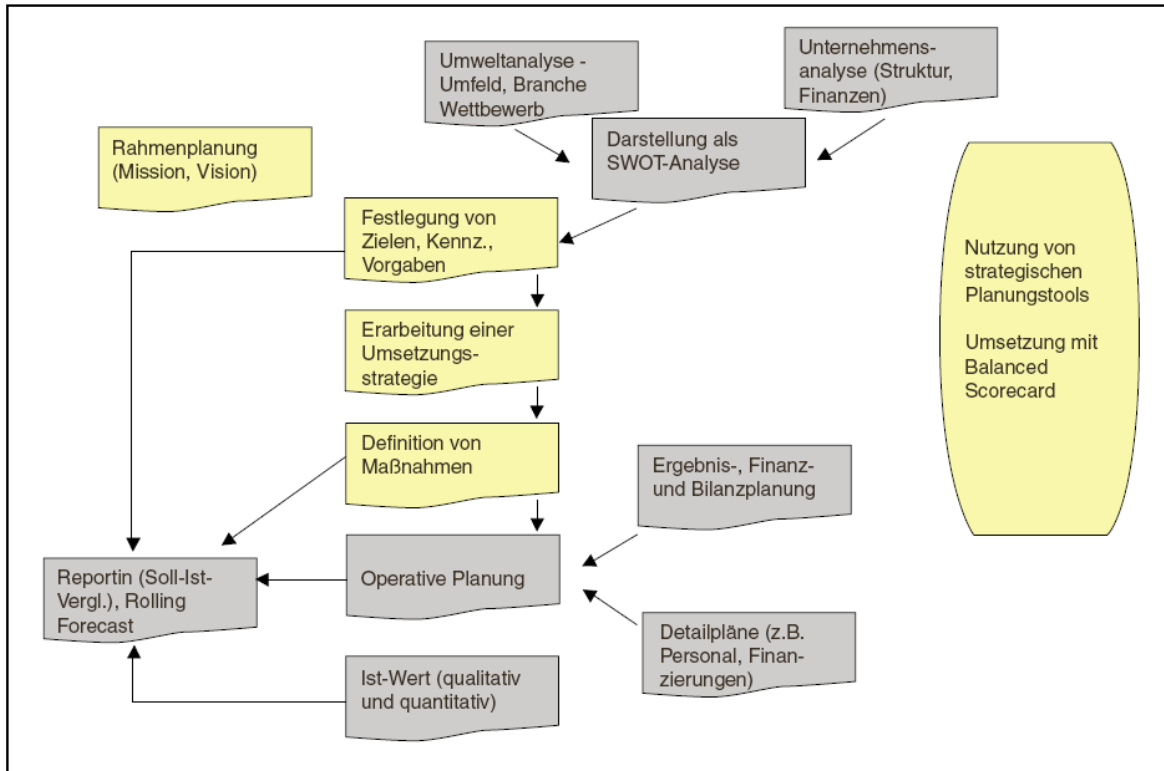 Umweltanalyse -
Umfeld, Branche
Wettbewerb
Unternehmens-
analyse (Struktur,
Finanzen)
Rahmenplanung
(Mission, Vision)
Darstellung als
SWOT-Analyse
Festlegung von
Zielen, Kennz.,
Vorgaben
Nutzung von
strategischen
Planungstools
Umsetzung mit
Balanced
Scorecard
Erarbeitung einer
Umsetzungs-
strategie
Definition von
Maßnahmen
Ergebnis-, Finanz-
und Bilanzplanung
Reportin (Soll-Ist-
Vergl.), Rolling
Forecast
Operative Planung
Detailpläne (z.B.
Personal, Finan-
zierungen)
Ist-Wert (qualitativ
und quantitativ)